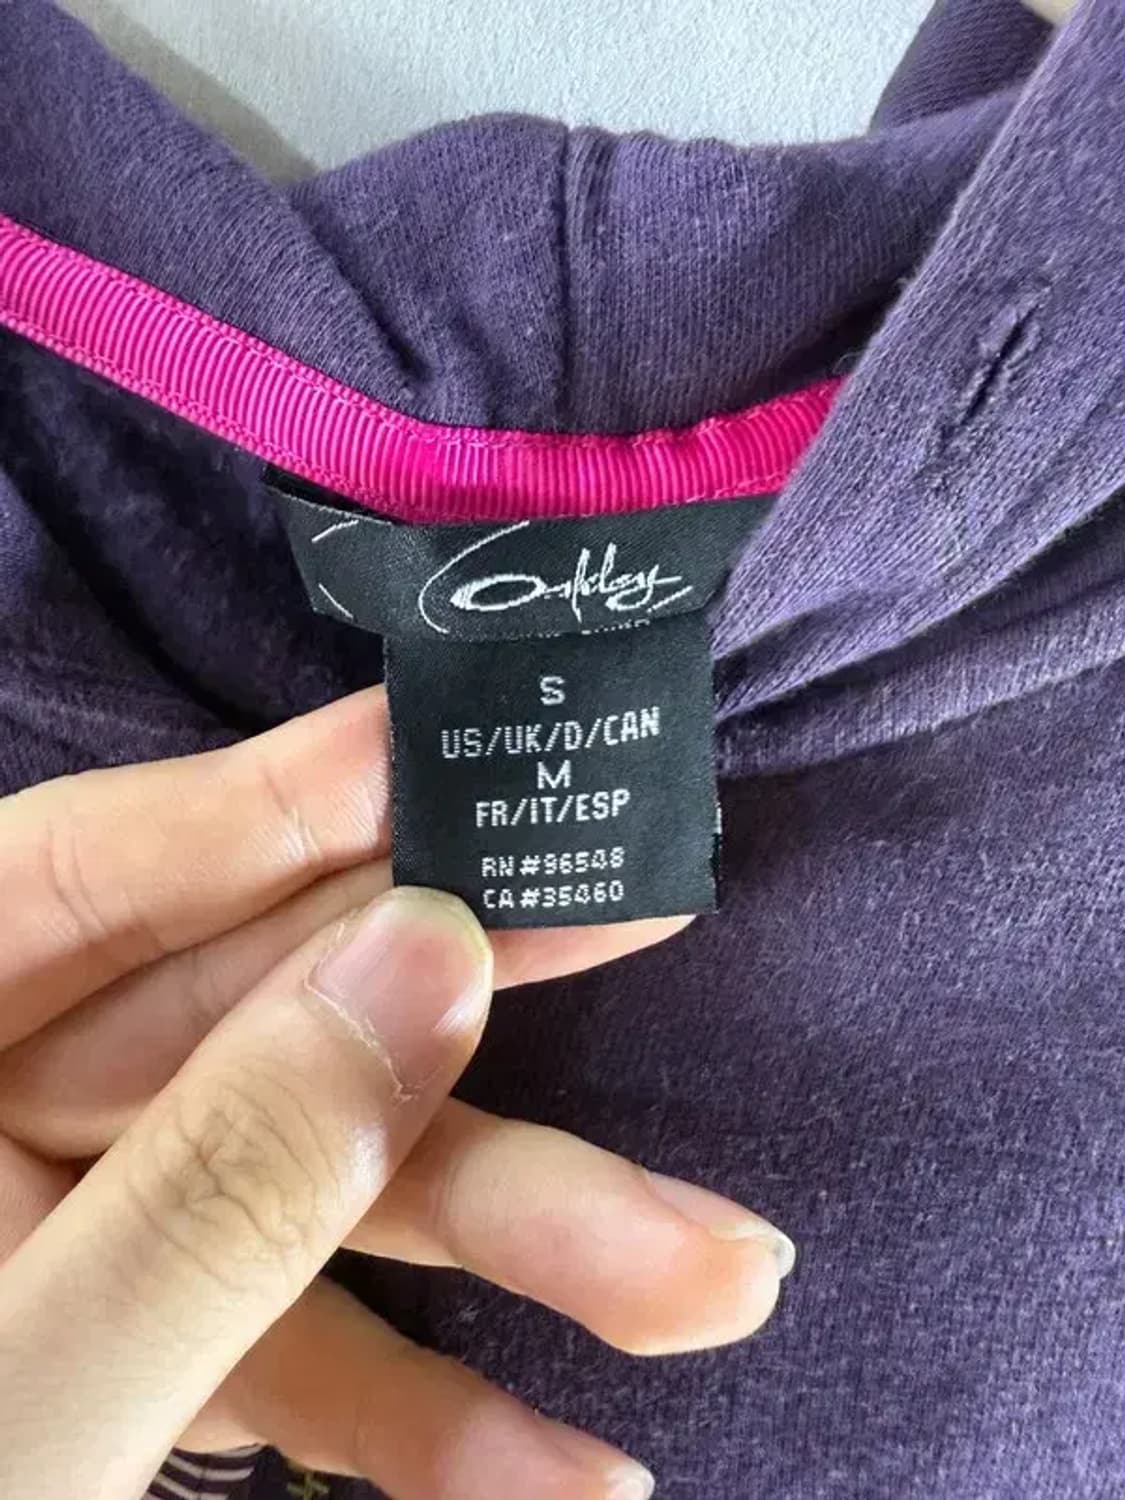 Oakley
S
US/UK/D/CAN
M
FR/IT/ESP
RN #96548
CA #35460